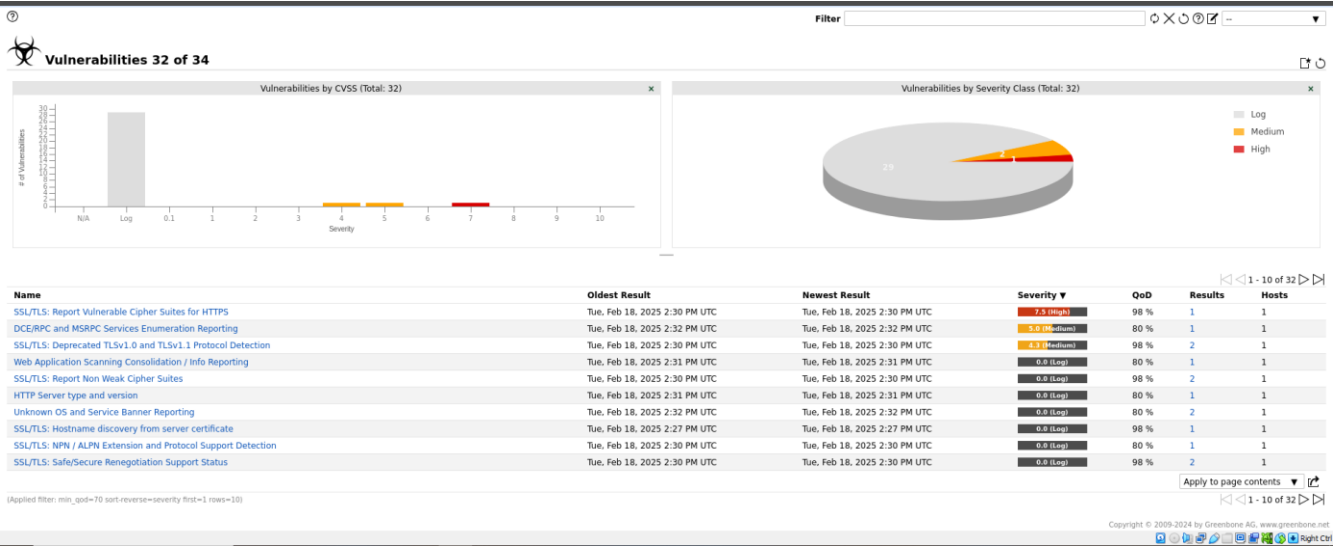 Filter
--
Vulnerabilities 32 of 34
Vulnerabilities by CVSS (Total: 32)
×
Vulnerabilities by Severity Class (Total: 32)
×
# of Vulnerabilities
30
28
26
24
22
20
18
16
14
12
10
8
6
4
2
0
N/A Log 0.1 1 2 3 4 5 6 7 8 9 10
Severity
29
2
1
Log
Medium
High
1 - 10 of 32
Name Oldest Result Newest Result Severity ▼ QoD Results Hosts
SSL/TLS: Report Vulnerable Cipher Suites for HTTPS Tue, Feb 18, 2025 2:30 PM UTC Tue, Feb 18, 2025 2:30 PM UTC 7.5 (High) 98 % 1 1
DCE/RPC and MSRPC Services Enumeration Reporting Tue, Feb 18, 2025 2:32 PM UTC Tue, Feb 18, 2025 2:32 PM UTC 5.0 (Medium) 80 % 1 1
SSL/TLS: Deprecated TLSv1.0 and TLSv1.1 Protocol Detection Tue, Feb 18, 2025 2:30 PM UTC Tue, Feb 18, 2025 2:30 PM UTC 4.3 (Medium) 98 % 2 1
Web Application Scanning Consolidation / Info Reporting Tue, Feb 18, 2025 2:31 PM UTC Tue, Feb 18, 2025 2:31 PM UTC 0.0 (Log) 80 % 1 1
SSL/TLS: Report Non Weak Cipher Suites Tue, Feb 18, 2025 2:30 PM UTC Tue, Feb 18, 2025 2:30 PM UTC 0.0 (Log) 98 % 2 1
HTTP Server type and version Tue, Feb 18, 2025 2:31 PM UTC Tue, Feb 18, 2025 2:31 PM UTC 0.0 (Log) 80 % 1 1
Unknown OS and Service Banner Reporting Tue, Feb 18, 2025 2:32 PM UTC Tue, Feb 18, 2025 2:32 PM UTC 0.0 (Log) 80 % 2 1
SSL/TLS: Hostname discovery from server certificate Tue, Feb 18, 2025 2:27 PM UTC Tue, Feb 18, 2025 2:27 PM UTC 0.0 (Log) 98 % 1 1
SSL/TLS: NPN / ALPN Extension and Protocol Support Detection Tue, Feb 18, 2025 2:30 PM UTC Tue, Feb 18, 2025 2:30 PM UTC 0.0 (Log) 80 % 1 1
SSL/TLS: Safe/Secure Renegotiation Support Status Tue, Feb 18, 2025 2:30 PM UTC Tue, Feb 18, 2025 2:30 PM UTC 0.0 (Log) 98 % 2 1
Apply to page contents ▼
(Applied filter: min_qod=70 sort-reverse=severity first=1 rows=10)
1 - 10 of 32
Copyright © 2009-2024 by Greenbone AG, www.greenbone.net
Right Ctrl